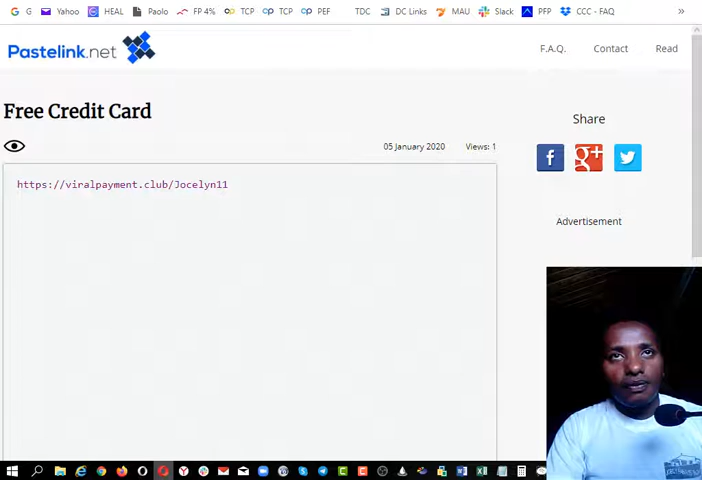 G G Yahoo HEAL Paolo FP 4% TCP TCP PEF TDC DC Links MAU Slack PFP CCC - FAQ »
Pastelink.net F.A.Q. Contact Read
Free Credit Card
Share
05 January 2020 Views: 1
f g+
https://viralpayment.club/Jocelyn11
Advertisement